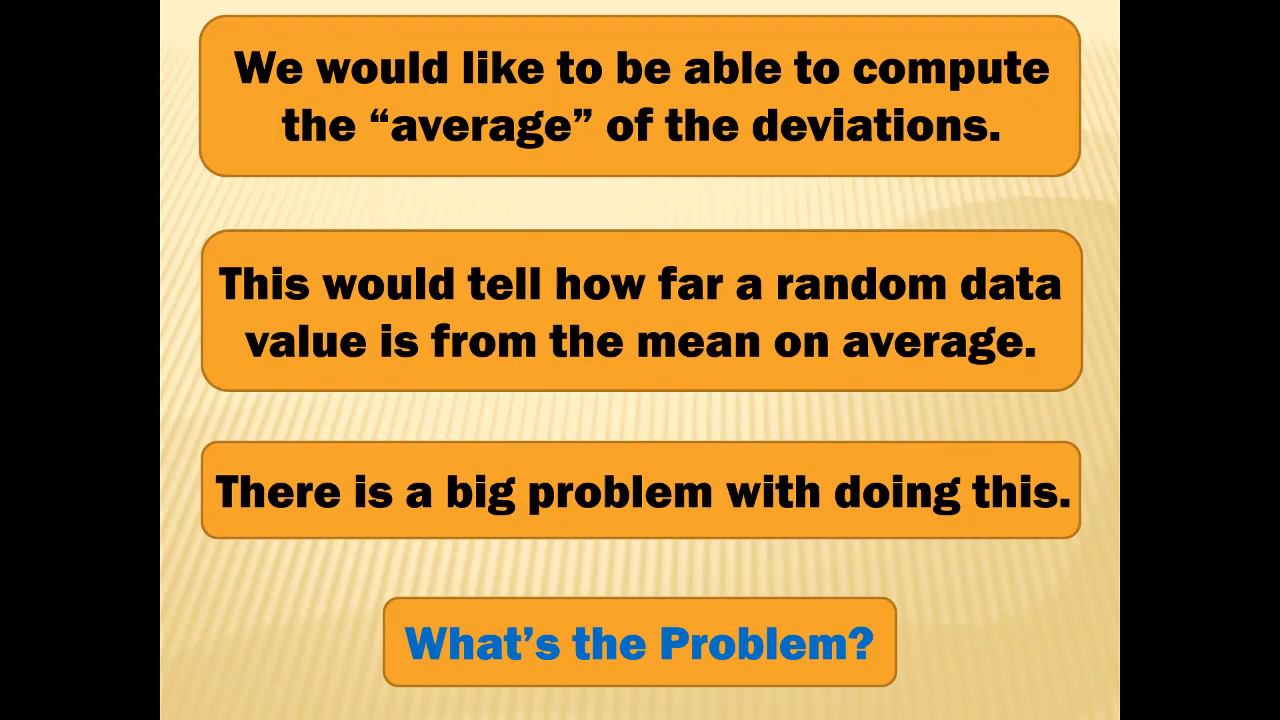 We would like to be able to compute
the “average” of the deviations.
This would tell how far a random data
value is from the mean on average.
There is a big problem with doing this.
What’s the Problem?